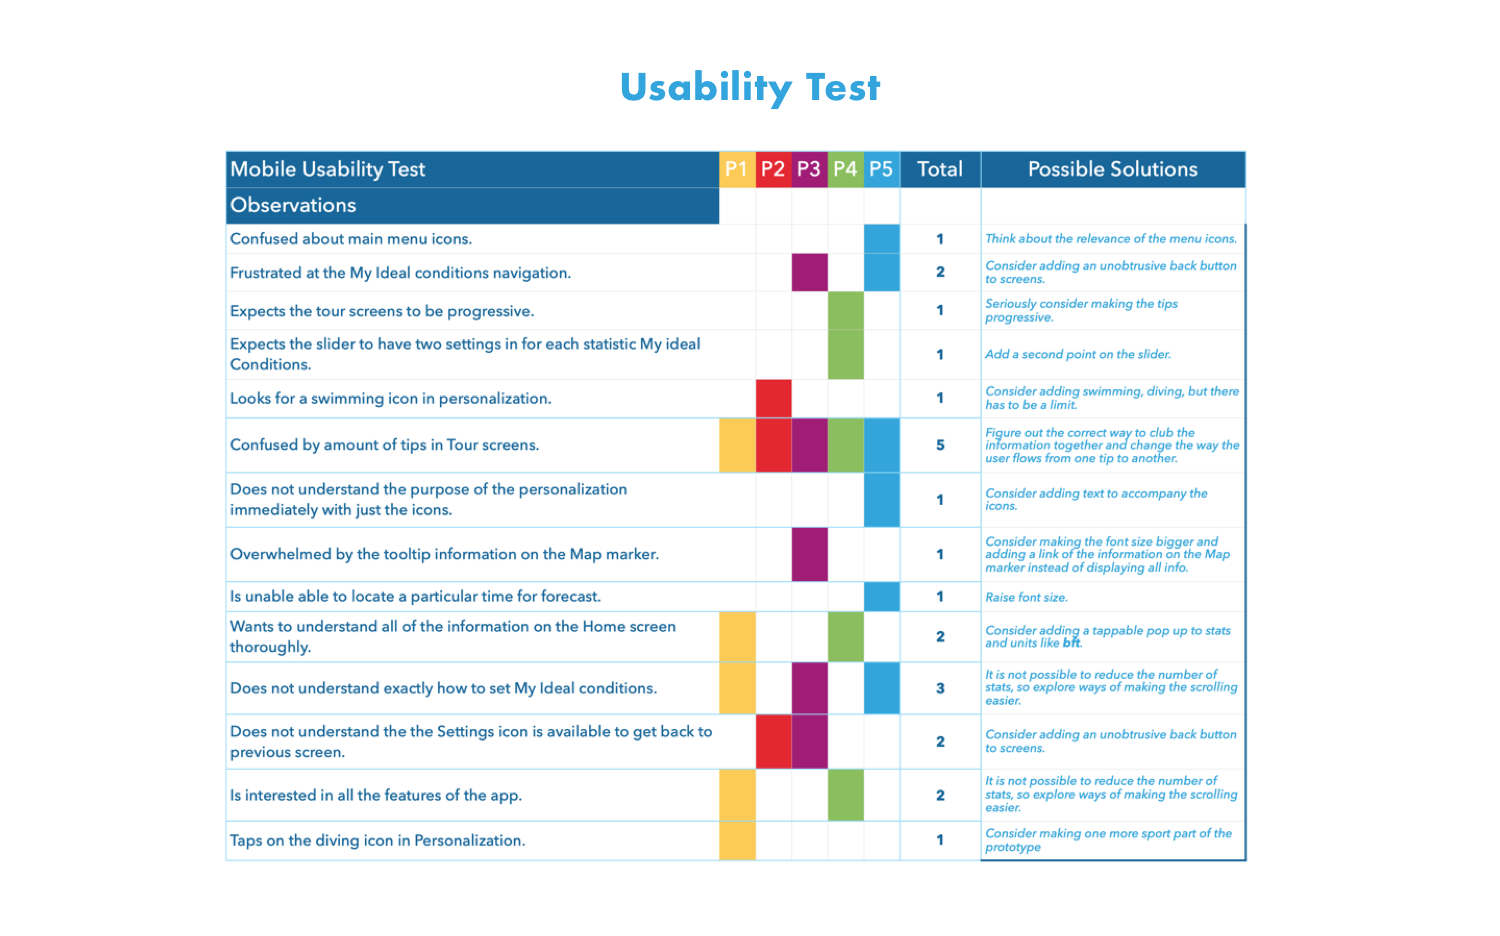 Usability Test
Mobile Usability Test P1 P2 P3 P4 P5 Total Possible Solutions
Observations
Confused about main menu icons. 1 Think about the relevance of the menu icons.
Frustrated at the My Ideal conditions navigation. 2 Consider adding an unobtrusive back button
to screens.
Expects the tour screens to be progressive. 1 Seriously consider making the tips
progressive.
Expects the slider to have two settings in for each statistic My ideal
Conditions. 1 Add a second point on the slider.
Looks for a swimming icon in personalization. 1 Consider adding swimming, diving, but there
has to be a limit.
Confused by amount of tips in Tour screens. 5 Figure out the correct way to club the
information together and change the way the
user flows from one tip to another.
Does not understand the purpose of the personalization
immediately with just the icons. 1 Consider adding text to accompany the
icons.
Overwhelmed by the tooltip information on the Map marker. 1 Consider making the font size bigger and
adding a link of the information on the Map
marker instead of displaying all info.
Is unable able to locate a particular time for forecast. 1 Raise font size.
Wants to understand all of the information on the Home screen
thoroughly. 2 Consider adding a tappable pop up to stats
and units like bft.
Does not understand exactly how to set My Ideal conditions. 3 It is not possible to reduce the number of
stats, so explore ways of making the scrolling
easier.
Does not understand the the Settings icon is available to get back to
previous screen. 2 Consider adding an unobtrusive back button
to screens.
Is interested in all the features of the app. 2 It is not possible to reduce the number of
stats, so explore ways of making the scrolling
easier.
Taps on the diving icon in Personalization. 1 Consider making one more sport part of the
prototype